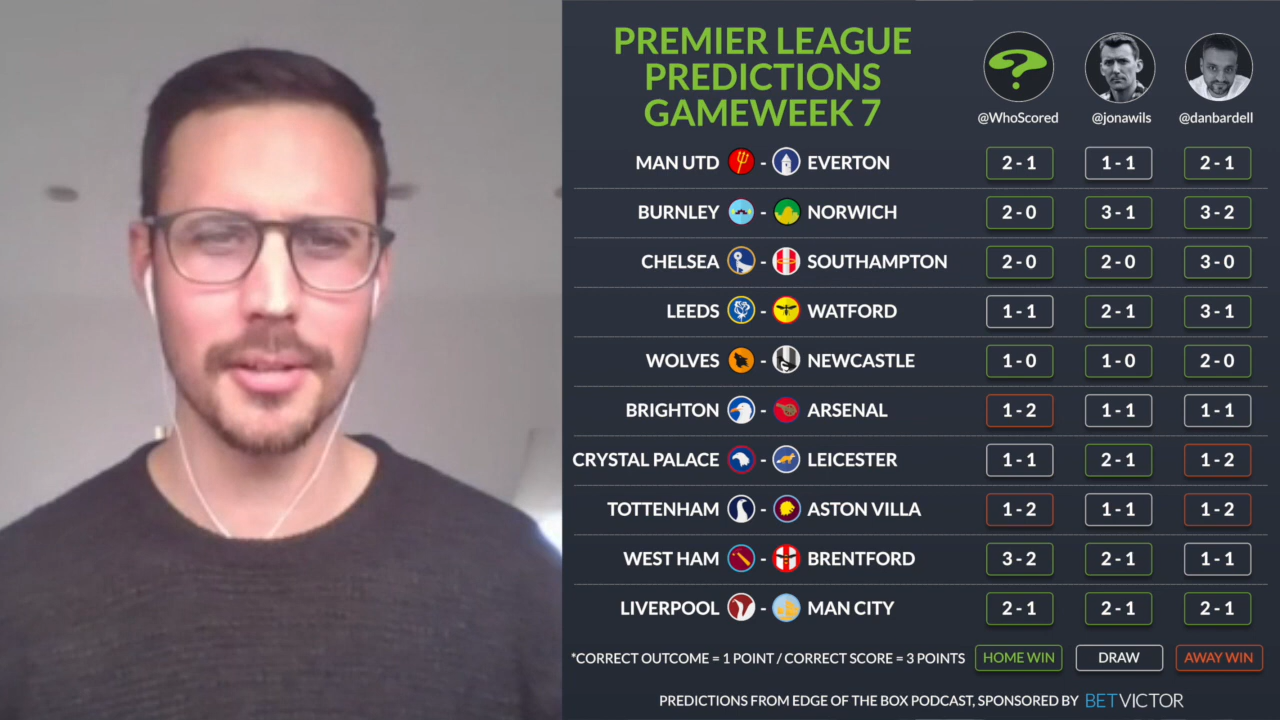 PREMIER LEAGUE
PREDICTIONS
GAMEWEEK 7
@WhoScored @jonawils @danbardell
MAN UTD - EVERTON 2 - 1 1 - 1 2 - 1
BURNLEY - NORWICH 2 - 0 3 - 1 3 - 2
CHELSEA - SOUTHAMPTON 2 - 0 2 - 0 3 - 0
LEEDS - WATFORD 1 - 1 2 - 1 3 - 1
WOLVES - NEWCASTLE 1 - 0 1 - 0 2 - 0
BRIGHTON - ARSENAL 1 - 2 1 - 1 1 - 1
CRYSTAL PALACE - LEICESTER 1 - 1 2 - 1 1 - 2
TOTTENHAM - ASTON VILLA 1 - 2 1 - 1 1 - 2
WEST HAM - BRENTFORD 3 - 2 2 - 1 1 - 1
LIVERPOOL - MAN CITY 2 - 1 2 - 1 2 - 1
*CORRECT OUTCOME = 1 POINT / CORRECT SCORE = 3 POINTS HOME WIN DRAW AWAY WIN
PREDICTIONS FROM EDGE OF THE BOX PODCAST, SPONSORED BY BETVICTOR